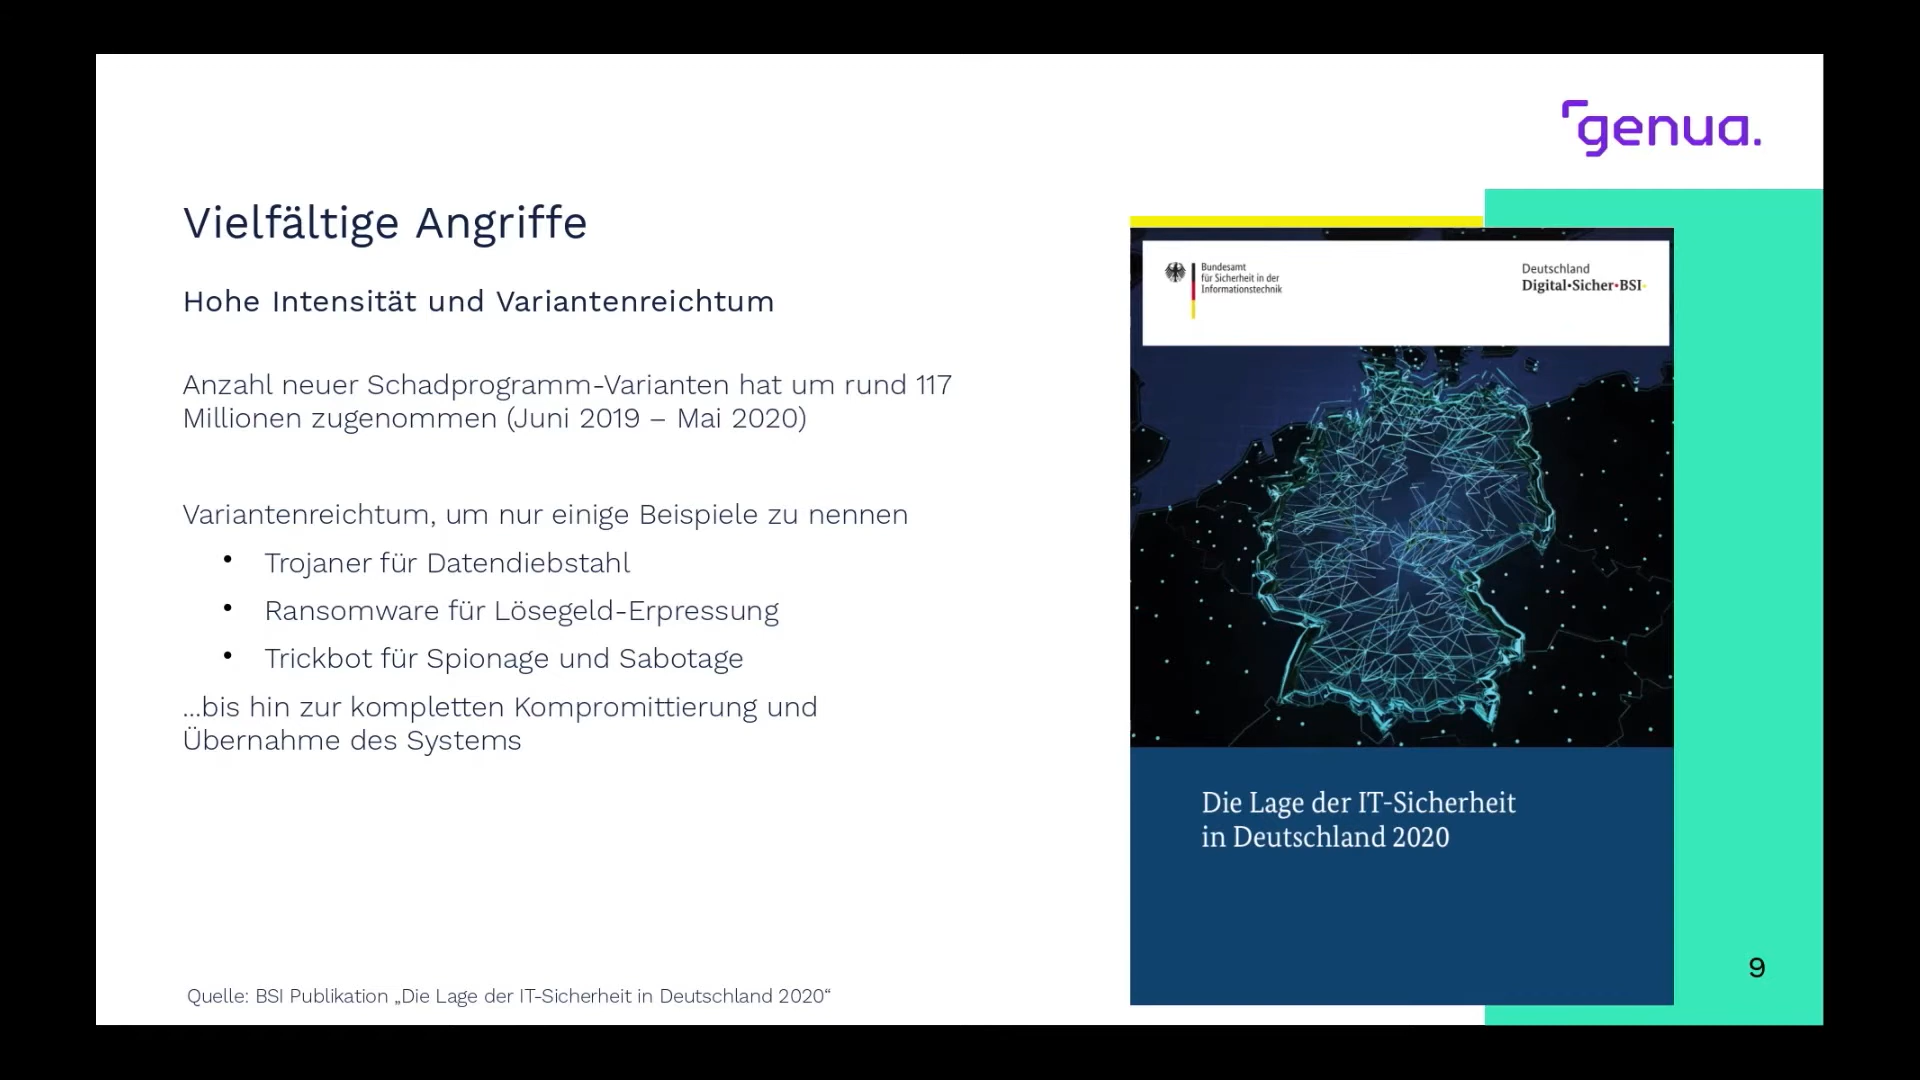 genua.
Vielfältige Angriffe
Hohe Intensität und Variantenreichtum
Anzahl neuer Schadprogramm-Varianten hat um rund 117
Millionen zugenommen (Juni 2019 – Mai 2020)
Variantenreichtum, um nur einige Beispiele zu nennen
• Trojaner für Datendiebstahl
• Ransomware für Lösegeld-Erpressung
• Trickbot für Spionage und Sabotage
...bis hin zur kompletten Kompromittierung und
Übernahme des Systems
Quelle: BSI Publikation „Die Lage der IT-Sicherheit in Deutschland 2020“
Bundesamt
für Sicherheit in der
Informationstechnik
Deutschland
Digital•Sicher•BSI•
Die Lage der IT-Sicherheit
in Deutschland 2020
9